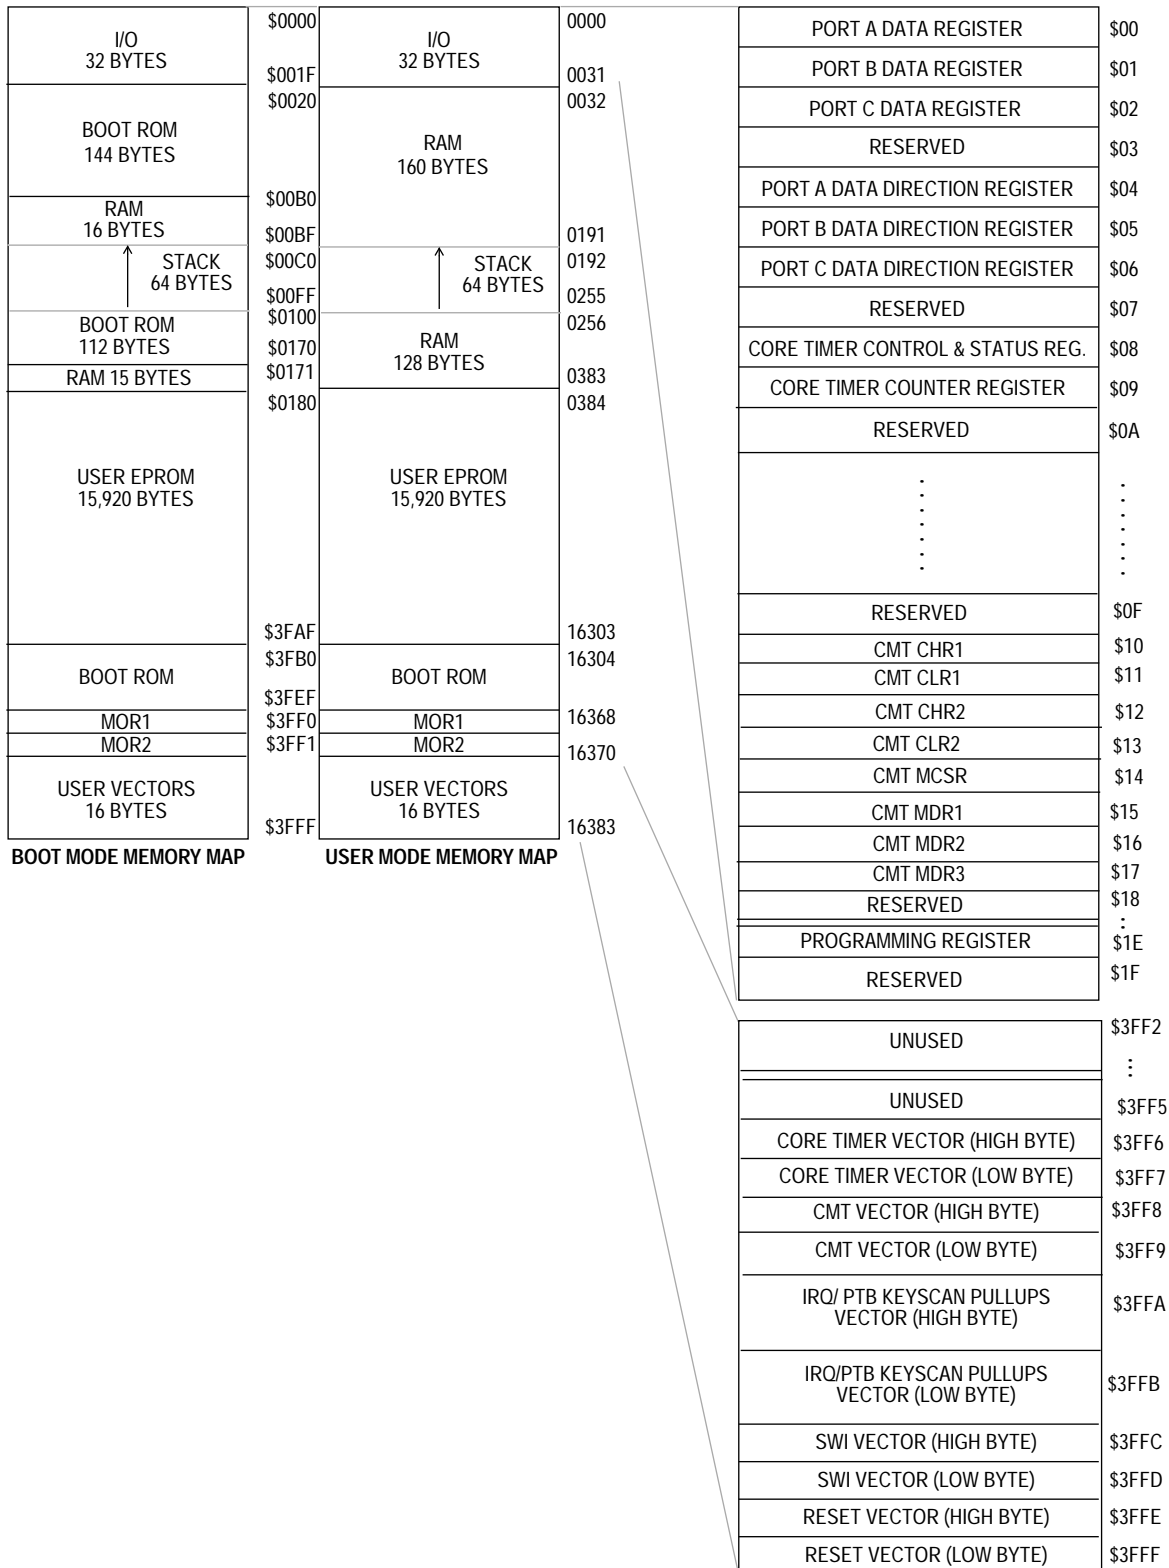 $0000
I/O
32 BYTES
$001F
$0020
BOOT ROM
144 BYTES
$00B0
RAM
16 BYTES
$00BF
$00C0
STACK
64 BYTES
$00FF
$0100
BOOT ROM
112 BYTES
$0170
$0171
RAM 15 BYTES
$0180
USER EPROM
15,920 BYTES
$3FAF
$3FB0
BOOT ROM
$3FEF
MOR1
$3FF0
MOR2
$3FF1
USER VECTORS
16 BYTES
$3FFF
BOOT MODE MEMORY MAP
0000
I/O
32 BYTES
0031
0032
RAM
160 BYTES
0191
0192
STACK
64 BYTES
0255
0256
RAM
128 BYTES
0383
0384
USER EPROM
15,920 BYTES
16303
16304
BOOT ROM
MOR1
16368
MOR2
16370
USER VECTORS
16 BYTES
16383
USER MODE MEMORY MAP
PORT A DATA REGISTER $00
PORT B DATA REGISTER $01
PORT C DATA REGISTER $02
RESERVED $03
PORT A DATA DIRECTION REGISTER $04
PORT B DATA DIRECTION REGISTER $05
PORT C DATA DIRECTION REGISTER $06
RESERVED $07
CORE TIMER CONTROL & STATUS REG. $08
CORE TIMER COUNTER REGISTER $09
RESERVED $0A
RESERVED $0F
CMT CHR1 $10
CMT CLR1 $11
CMT CHR2 $12
CMT CLR2 $13
CMT MCSR $14
CMT MDR1 $15
CMT MDR2 $16
CMT MDR3 $17
RESERVED $18
PROGRAMMING REGISTER $1E
RESERVED $1F
UNUSED $3FF2
UNUSED $3FF5
CORE TIMER VECTOR (HIGH BYTE) $3FF6
CORE TIMER VECTOR (LOW BYTE) $3FF7
CMT VECTOR (HIGH BYTE) $3FF8
CMT VECTOR (LOW BYTE) $3FF9
IRQ/ PTB KEYSCAN PULLUPS
VECTOR (HIGH BYTE) $3FFA
IRQ/PTB KEYSCAN PULLUPS
VECTOR (LOW BYTE) $3FFB
SWI VECTOR (HIGH BYTE) $3FFC
SWI VECTOR (LOW BYTE) $3FFD
RESET VECTOR (HIGH BYTE) $3FFE
RESET VECTOR (LOW BYTE) $3FFF